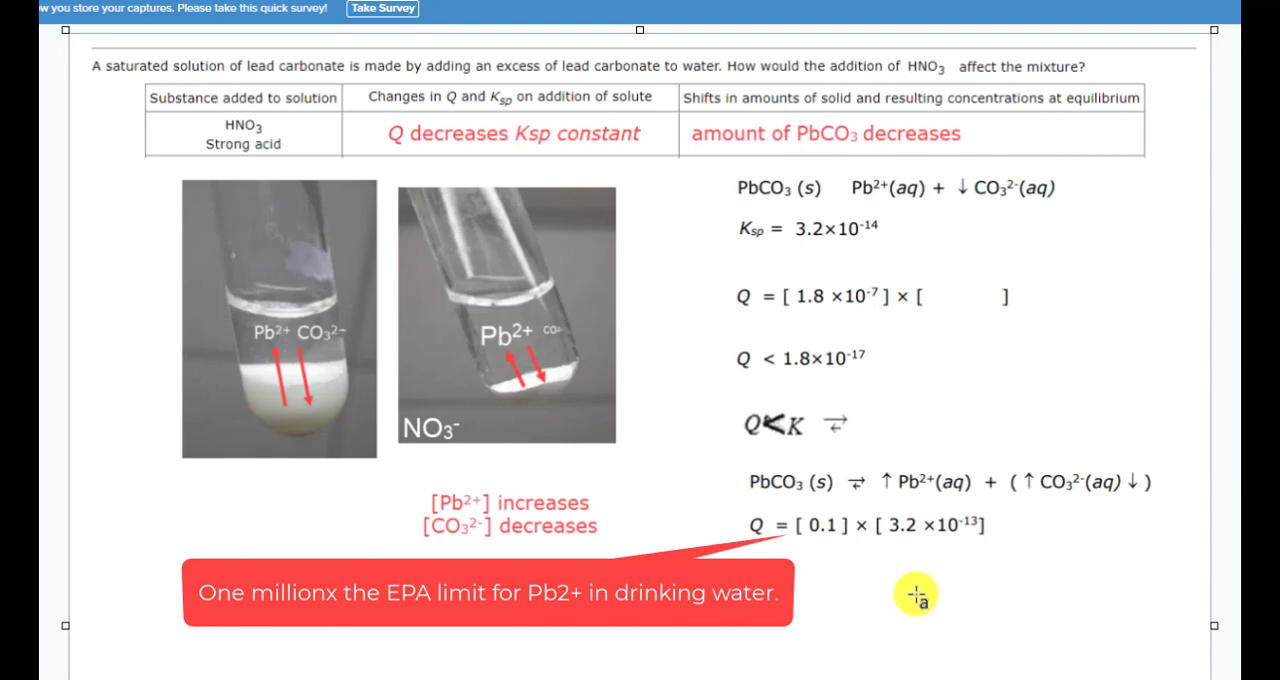 w you store your captures. Please take this quick survey! Take Survey
A saturated solution of lead carbonate is made by adding an excess of lead carbonate to water. How would the addition of HNO₃ affect the mixture?
Substance added to solution
Changes in Q and Kₛₚ on addition of solute
Shifts in amounts of solid and resulting concentrations at equilibrium
HNO₃
Strong acid
Q decreases Ksp constant
amount of PbCO₃ decreases
Pb²⁺ CO₃²⁻
Pb²⁺
NO₃⁻
[Pb²⁺] increases
[CO₃²⁻] decreases
PbCO₃ (s) Pb²⁺(aq) + ↓ CO₃²⁻(aq)
Kₛₚ = 3.2×10⁻¹⁴
Q = [ 1.8 ×10⁻⁷ ] × [ ]
Q < 1.8×10⁻¹⁷
Q<K ⇄
PbCO₃ (s) ⇄ ↑ Pb²⁺(aq) + ( ↑ CO₃²⁻(aq) ↓ )
Q = [ 0.1 ] × [ 3.2 ×10⁻¹³]
One millionx the EPA limit for Pb2+ in drinking water.
a